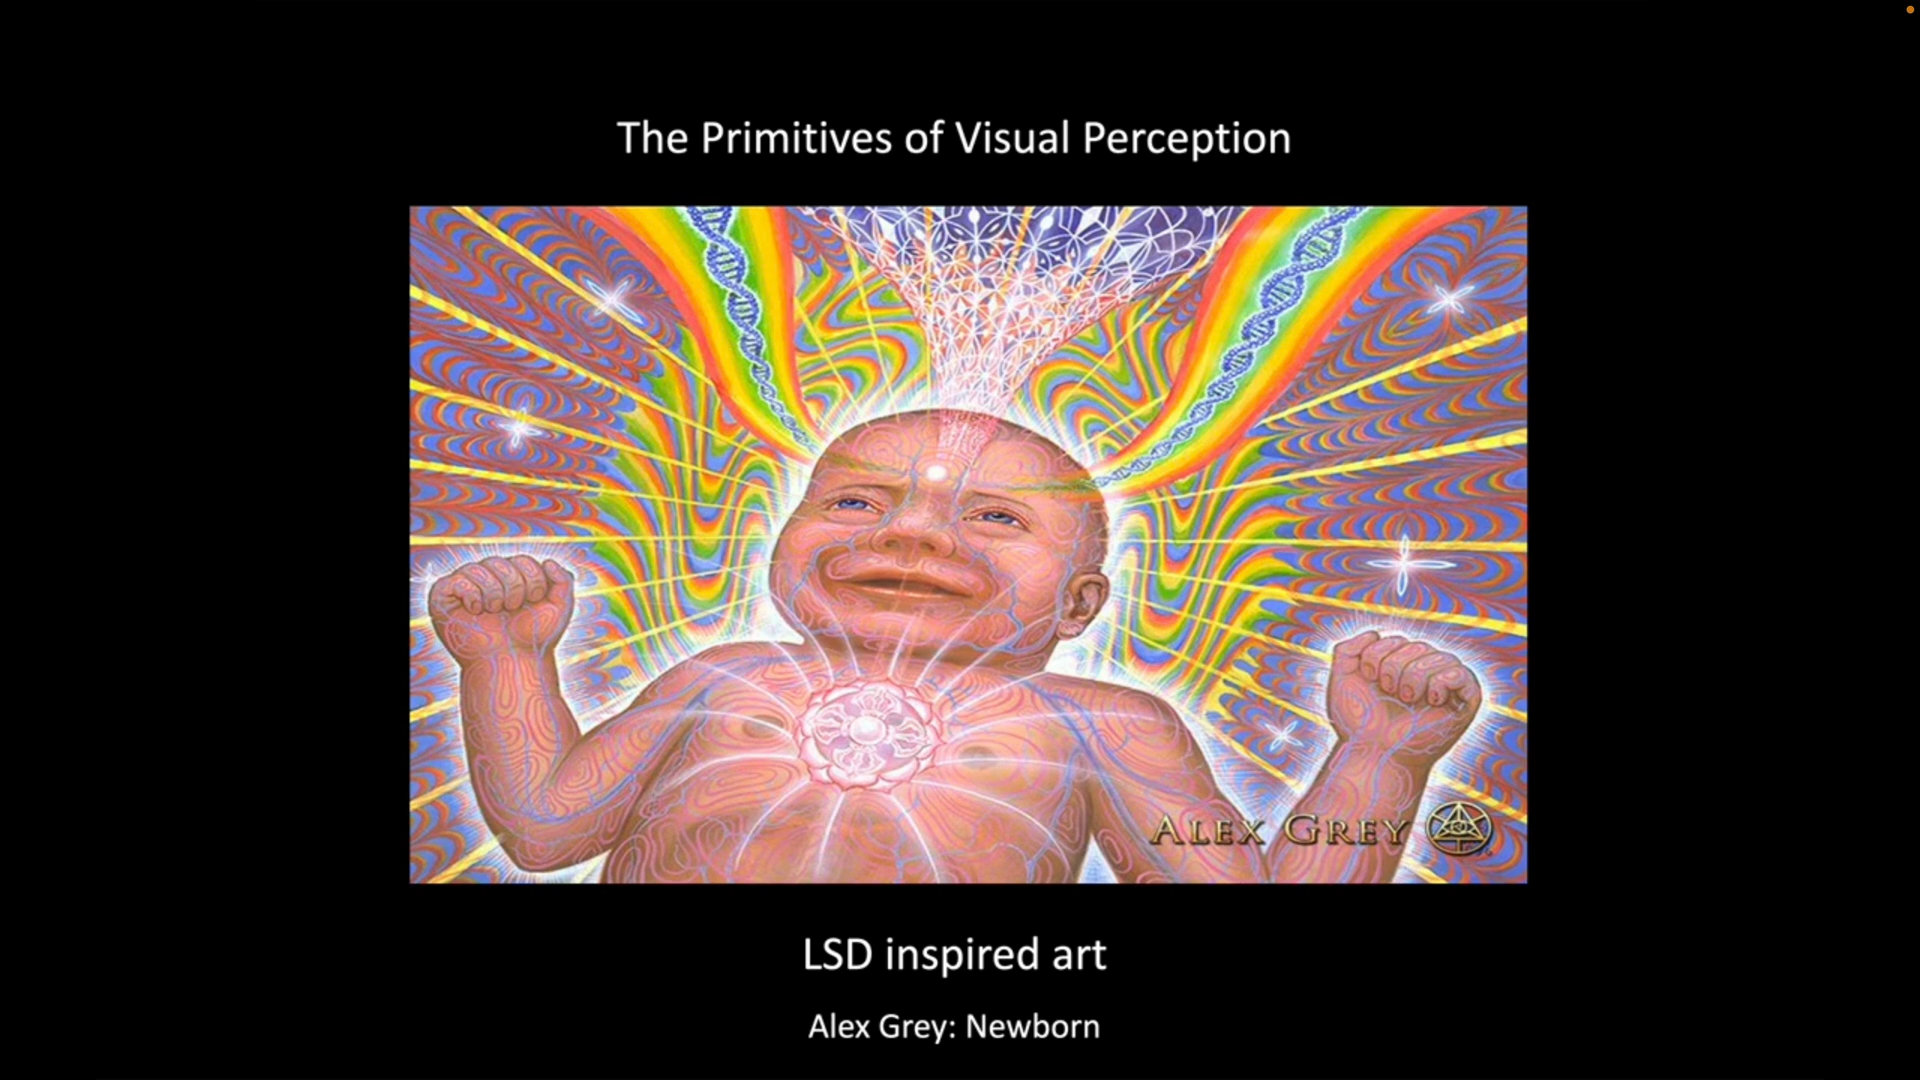 The Primitives of Visual Perception
ALEX GREY
LSD inspired art
Alex Grey: Newborn